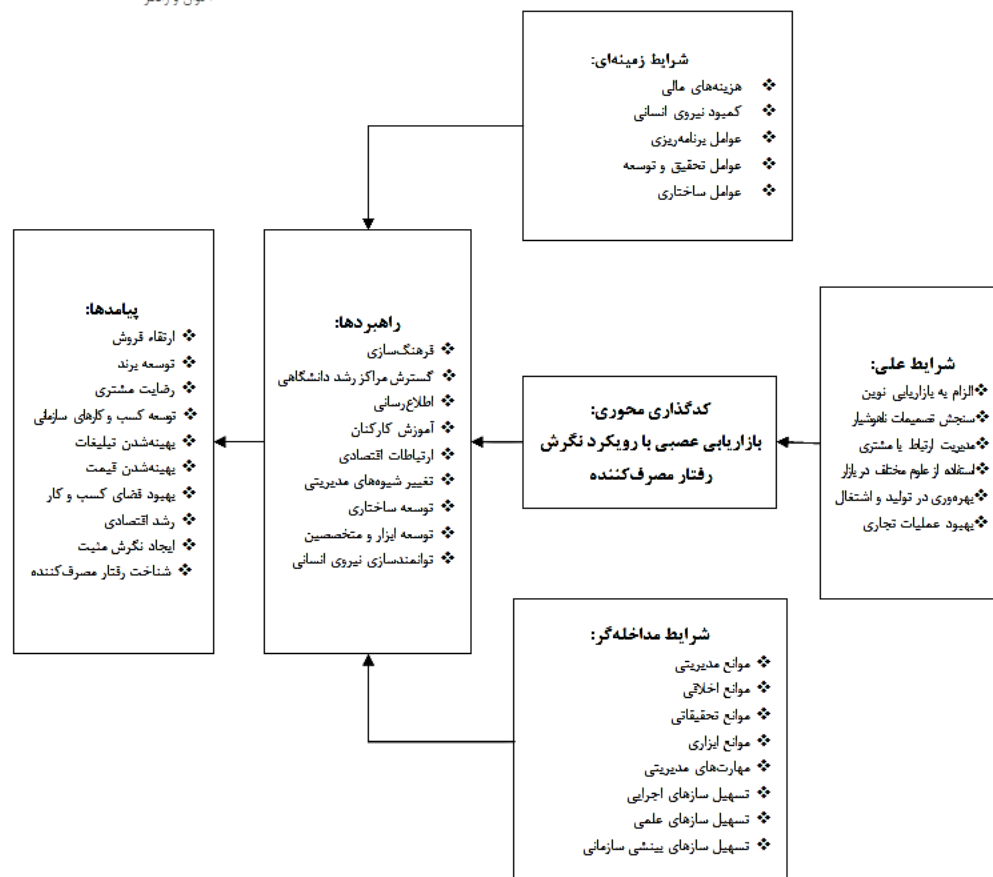 شرایط زمینه‌ای:
❖ هزینه‌های مالی
❖ کمبود نیروی انسانی
❖ عوامل برنامه‌ریزی
❖ عوامل تحقیق و توسعه
❖ عوامل ساختاری
شرایط علی:
❖ الزام به بازاریابی نوین
❖ سنجش تصمیمات ناهوشیار
❖ مدیریت ارتباط با مشتری
❖ استفاده از علوم مختلف در بازار
❖ بهره‌وری در تولید و اشتغال
❖ بهبود عملیات تجاری
کدگذاری محوری:
بازاریابی عصبی با رویکرد نگرش
رفتار مصرف‌کننده
راهبردها:
❖ فرهنگ‌سازی
❖ گسترش مراکز رشد دانشگاهی
❖ اطلاع‌رسانی
❖ آموزش کارکنان
❖ ارتباطات اقتصادی
❖ تغییر شیوه‌های مدیریتی
❖ توسعه ساختاری
❖ توسعه ابزار و متخصصین
❖ توانمندسازی نیروی انسانی
پیامدها:
❖ ارتقاء فروش
❖ توسعه برند
❖ رضایت مشتری
❖ توسعه کسب و کارهای سازمانی
❖ بهینه‌شدن تبلیغات
❖ بهینه‌شدن قیمت
❖ بهبود فضای کسب و کار
❖ رشد اقتصادی
❖ ایجاد نگرش مثبت
❖ شناخت رفتار مصرف‌کننده
شرایط مداخله‌گر:
❖ موانع مدیریتی
❖ موانع اخلاقی
❖ موانع تحقیقاتی
❖ موانع ابزاری
❖ مهارت‌های مدیریتی
❖ تسهیل سازهای اجرایی
❖ تسهیل سازهای علمی
❖ تسهیل سازهای بینشی سازمانی